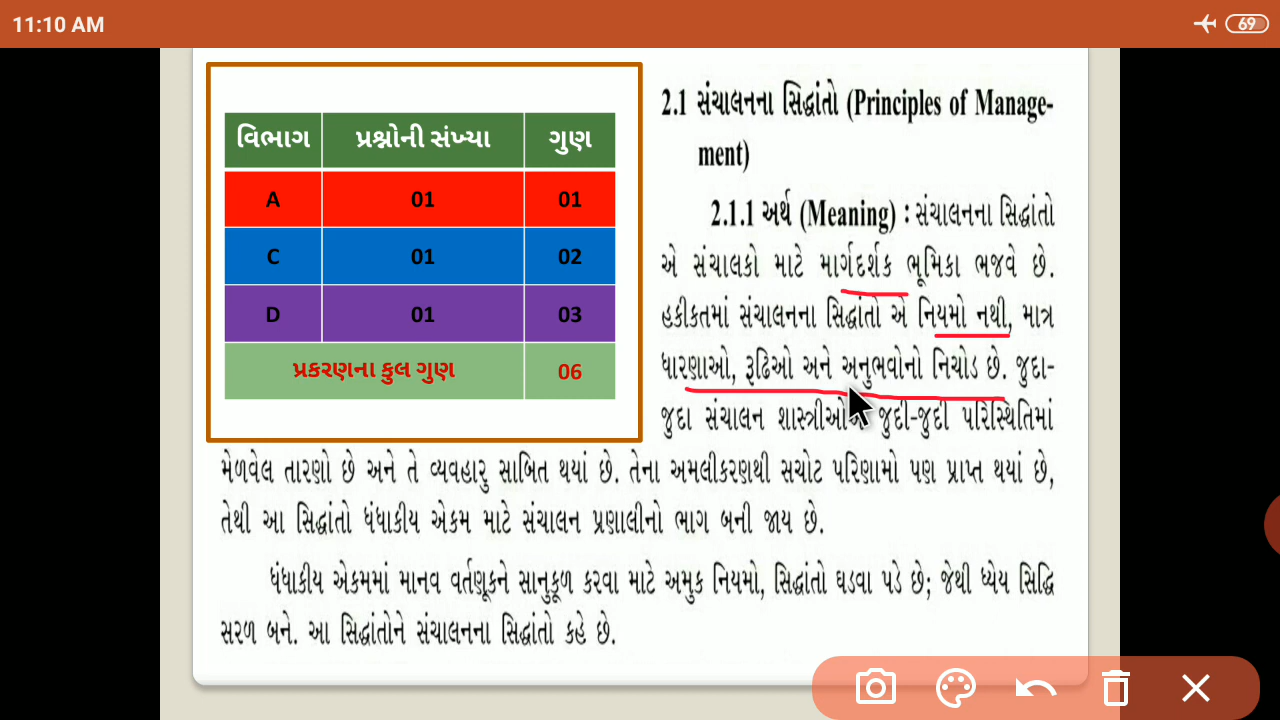 11:10 AM
69
વિભાગ પ્રશ્નોની સંખ્યા ગુણ
A 01 01
C 01 02
D 01 03
પ્રકરણના કુલ ગુણ 06
2.1 સંચાલનના સિદ્ધાંતો (Principles of Manage-
ment)
2.1.1 અર્થ (Meaning) : સંચાલનના સિદ્ધાંતો
એ સંચાલકો માટે માર્ગદર્શક ભૂમિકા ભજવે છે.
હકીકતમાં સંચાલનના સિદ્ધાંતો એ નિયમો નથી, માત્ર
ધારણાઓ, રૂઢિઓ અને અનુભવોનો નિચોડ છે. જુદા-
જુદા સંચાલન શાસ્ત્રીઓએ જુદી-જુદી પરિસ્થિતિમાં
મેળવેલ તારણો છે અને તે વ્યવહારુ સાબિત થયાં છે. તેના અમલીકરણથી સચોટ પરિણામો પણ પ્રાપ્ત થયાં છે,
તેથી આ સિદ્ધાંતો ધંધાકીય એકમ માટે સંચાલન પ્રણાલીનો ભાગ બની જાય છે.
ધંધાકીય એકમમાં માનવ વર્તણૂકને સાનુકૂળ કરવા માટે અમુક નિયમો, સિદ્ધાંતો ઘડવા પડે છે; જેથી ધ્યેય સિદ્ધિ
સરળ બને. આ સિદ્ધાંતોને સંચાલનના સિદ્ધાંતો કહે છે.